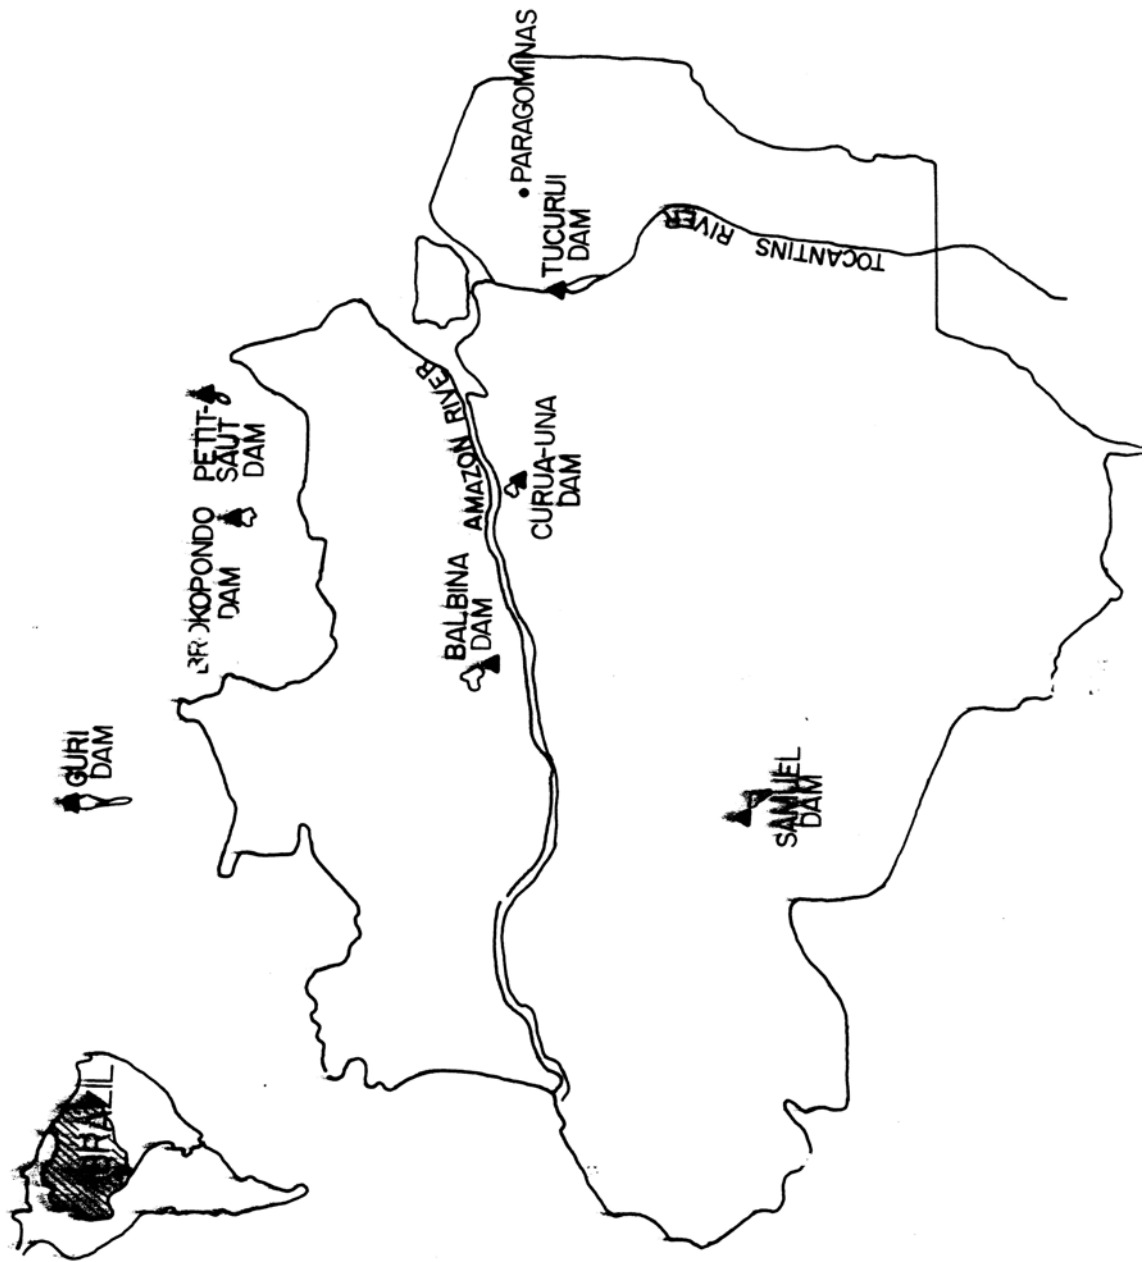 BRAZIL
GURI
DAM
BROKOPONDO
DAM
PETIT-
SAUT
DAM
AMAZON RIVER
BALBINA
DAM
CURUA-UNA
DAM
PARAGOMINAS
TUCURUI
DAM
TOCANTINS RIVER
SAMUEL
DAM